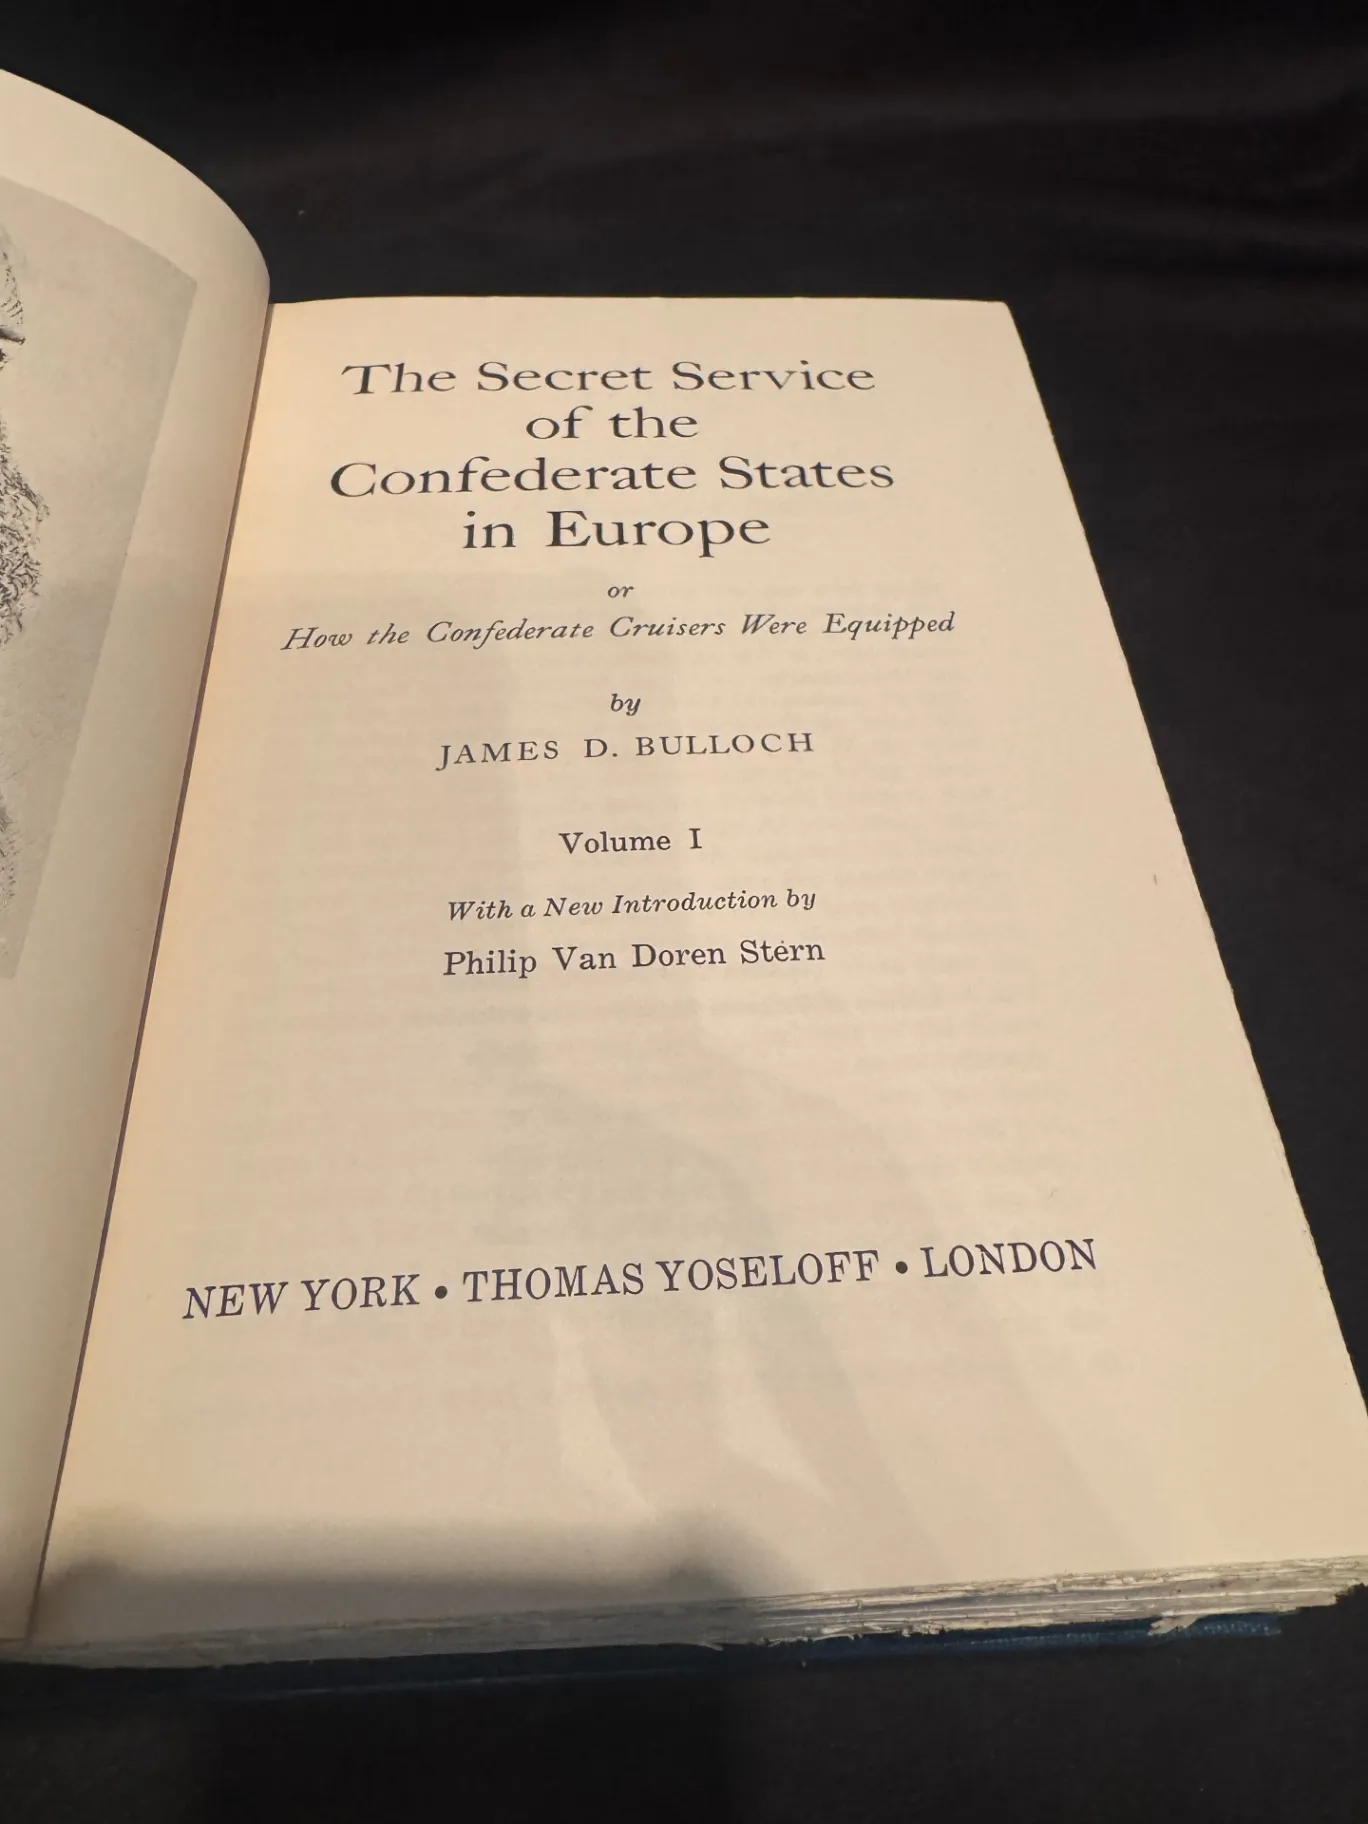 The Secret Service
of the
Confederate States
in Europe
or
How the Confederate Cruisers Were Equipped
by
JAMES D. BULLOCH
Volume I
With a New Introduction by
Philip Van Doren Stern
NEW YORK • THOMAS YOSELOFF • LONDON